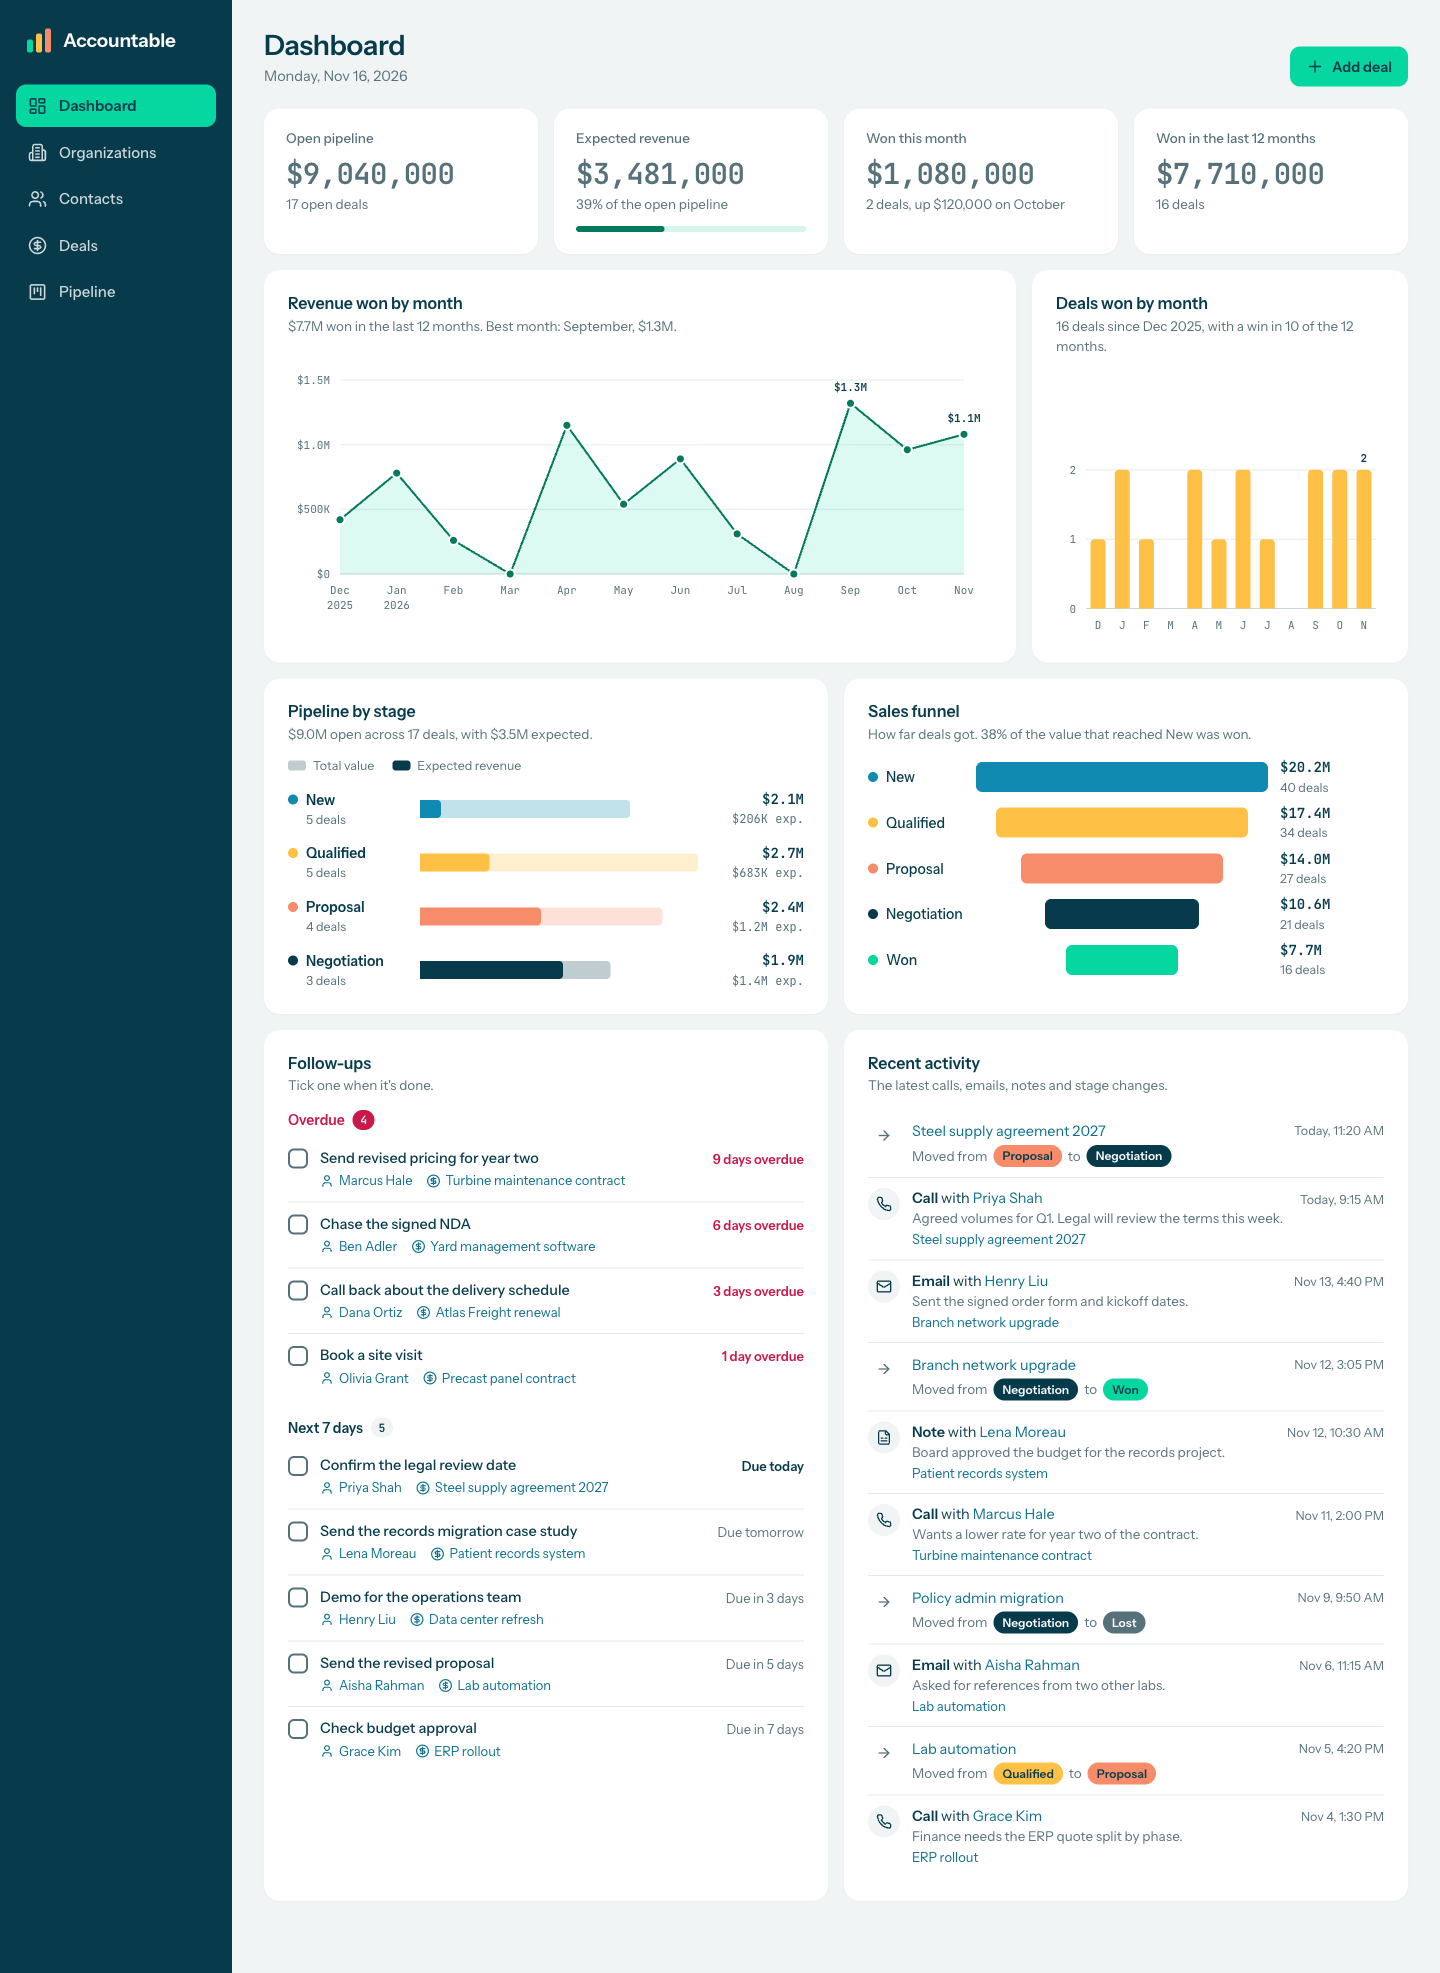 Accountable
Dashboard
Organizations
Contacts
Deals
Pipeline
Dashboard
Monday, Nov 16, 2026
Add deal
Open pipeline
$9,040,000
17 open deals
Expected revenue
$3,481,000
39% of the open pipeline
Won this month
$1,080,000
2 deals, up $120,000 on October
Won in the last 12 months
$7,710,000
16 deals
Revenue won by month
$7.7M won in the last 12 months. Best month: September, $1.3M.
$1.5M
$1.0M
$500K
$0
$1.3M
$1.1M
Dec Jan Feb Mar Apr May Jun Jul Aug Sep Oct Nov
2025 2026
Deals won by month
16 deals since Dec 2025, with a win in 10 of the 12
months.
2
2
1
0
D J F M A M J J A S O N
Pipeline by stage
$9.0M open across 17 deals, with $3.5M expected.
Total value Expected revenue
New $2.1M
5 deals $206K exp.
Qualified $2.7M
5 deals $683K exp.
Proposal $2.4M
4 deals $1.2M exp.
Negotiation $1.9M
3 deals $1.4M exp.
Sales funnel
How far deals got. 38% of the value that reached New was won.
New $20.2M
40 deals
Qualified $17.4M
34 deals
Proposal $14.0M
27 deals
Negotiation $10.6M
21 deals
Won $7.7M
16 deals
Follow-ups
Tick one when it's done.
Overdue 4
Send revised pricing for year two 9 days overdue
Marcus Hale Turbine maintenance contract
Chase the signed NDA 6 days overdue
Ben Adler Yard management software
Call back about the delivery schedule 3 days overdue
Dana Ortiz Atlas Freight renewal
Book a site visit 1 day overdue
Olivia Grant Precast panel contract
Next 7 days 5
Confirm the legal review date Due today
Priya Shah Steel supply agreement 2027
Send the records migration case study Due tomorrow
Lena Moreau Patient records system
Demo for the operations team Due in 3 days
Henry Liu Data center refresh
Send the revised proposal Due in 5 days
Aisha Rahman Lab automation
Check budget approval Due in 7 days
Grace Kim ERP rollout
Recent activity
The latest calls, emails, notes and stage changes.
Steel supply agreement 2027 Today, 11:20 AM
Moved from Proposal to Negotiation
Call with Priya Shah Today, 9:15 AM
Agreed volumes for Q1. Legal will review the terms this week.
Steel supply agreement 2027
Email with Henry Liu Nov 13, 4:40 PM
Sent the signed order form and kickoff dates.
Branch network upgrade
Branch network upgrade Nov 12, 3:05 PM
Moved from Negotiation to Won
Note with Lena Moreau Nov 12, 10:30 AM
Board approved the budget for the records project.
Patient records system
Call with Marcus Hale Nov 11, 2:00 PM
Wants a lower rate for year two of the contract.
Turbine maintenance contract
Policy admin migration Nov 9, 9:50 AM
Moved from Negotiation to Lost
Email with Aisha Rahman Nov 6, 11:15 AM
Asked for references from two other labs.
Lab automation
Lab automation Nov 5, 4:20 PM
Moved from Qualified to Proposal
Call with Grace Kim Nov 4, 1:30 PM
Finance needs the ERP quote split by phase.
ERP rollout